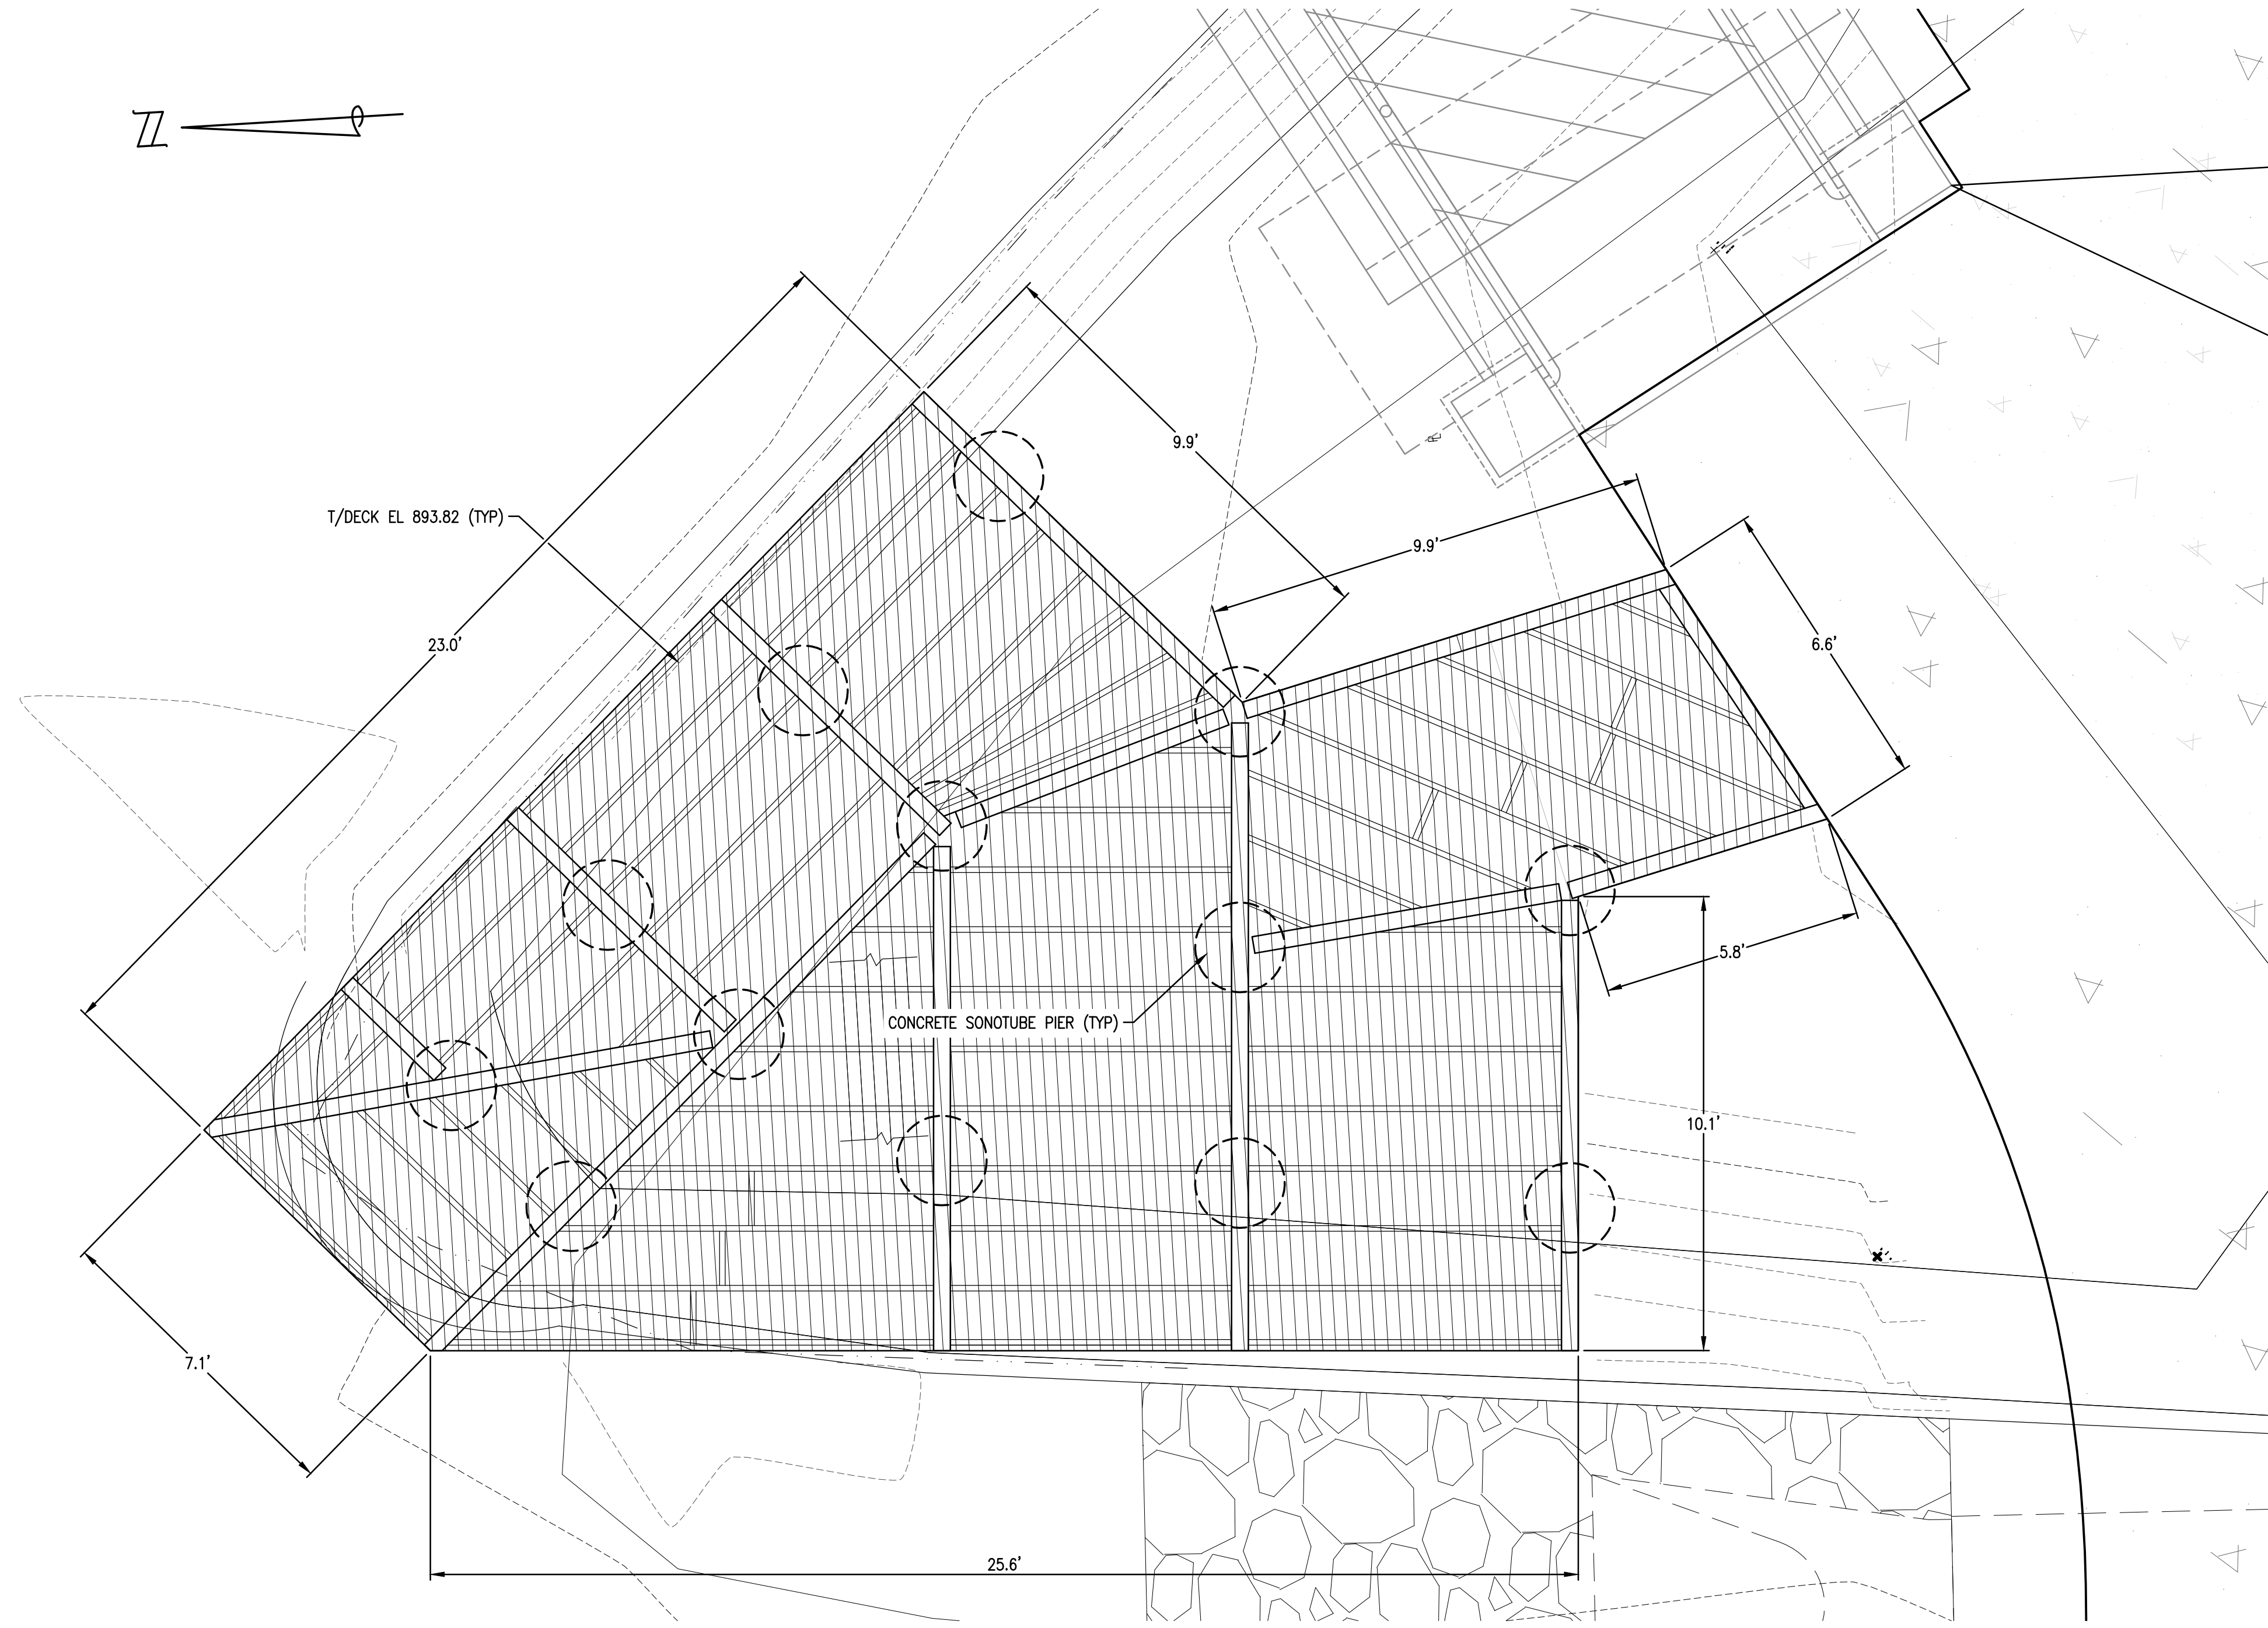 N
9.9'
T/DECK EL 893.82 (TYP)
9.9'
23.0'
6.6'
5.8'
CONCRETE SONOTUBE PIER (TYP)
10.1'
7.1'
25.6'